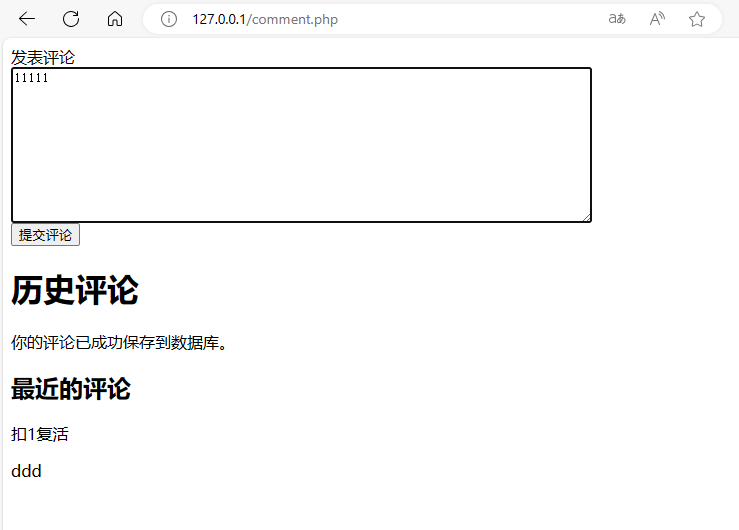 127.0.0.1/comment.php
发表评论
11111
提交评论
历史评论
你的评论已成功保存到数据库。
最近的评论
扣1复活
ddd